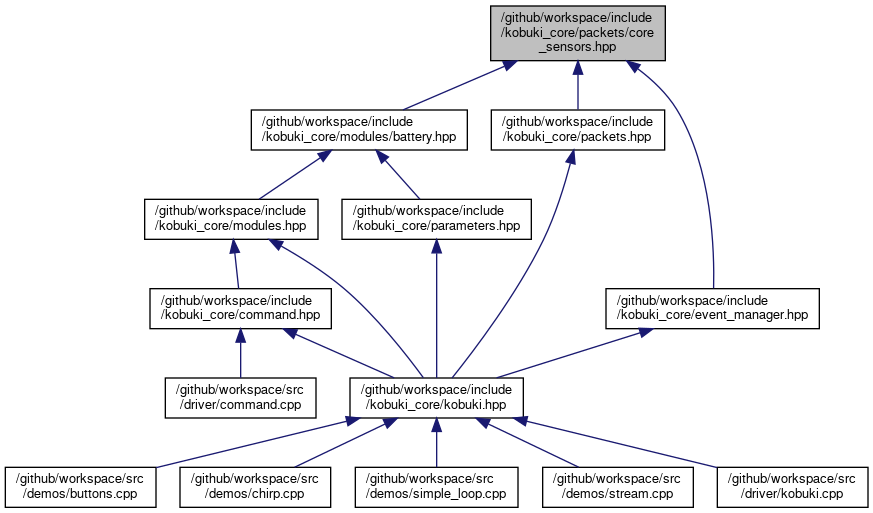 /github/workspace/include
/kobuki_core/packets/core
_sensors.hpp
/github/workspace/include
/kobuki_core/modules/battery.hpp
/github/workspace/include
/kobuki_core/packets.hpp
/github/workspace/include
/kobuki_core/modules.hpp
/github/workspace/include
/kobuki_core/parameters.hpp
/github/workspace/include
/kobuki_core/command.hpp
/github/workspace/include
/kobuki_core/event_manager.hpp
/github/workspace/src
/driver/command.cpp
/github/workspace/include
/kobuki_core/kobuki.hpp
/github/workspace/src
/demos/buttons.cpp
/github/workspace/src
/demos/chirp.cpp
/github/workspace/src
/demos/simple_loop.cpp
/github/workspace/src
/demos/stream.cpp
/github/workspace/src
/driver/kobuki.cpp